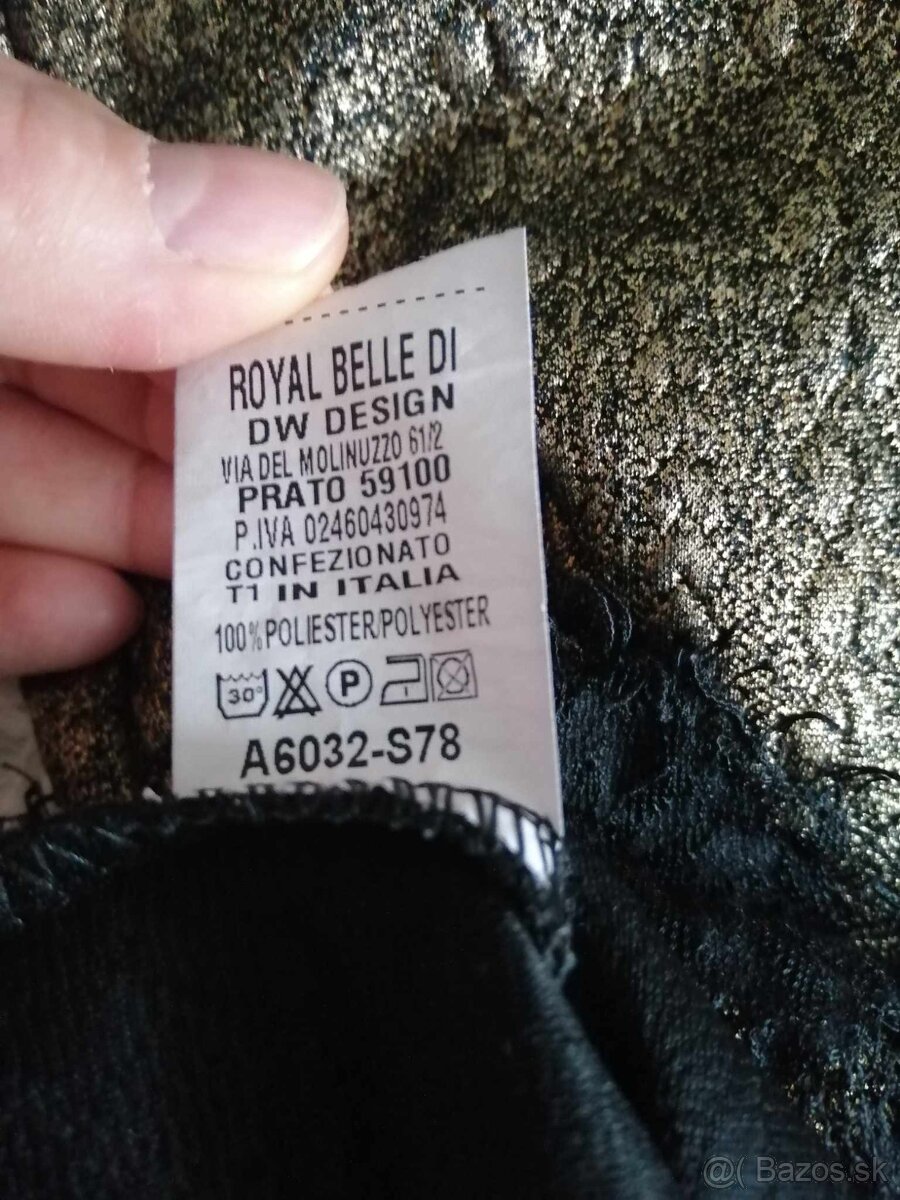 ROYAL BELLE DI
DW DESIGN
VIA DEL MOLINUZZO 61/2
PRATO 59100
P.IVA 02460430974
CONFEZIONATO
T1 IN ITALIA
100%POLIESTER/POLYESTER
30° P
A6032-S78
@( Bazos.sk